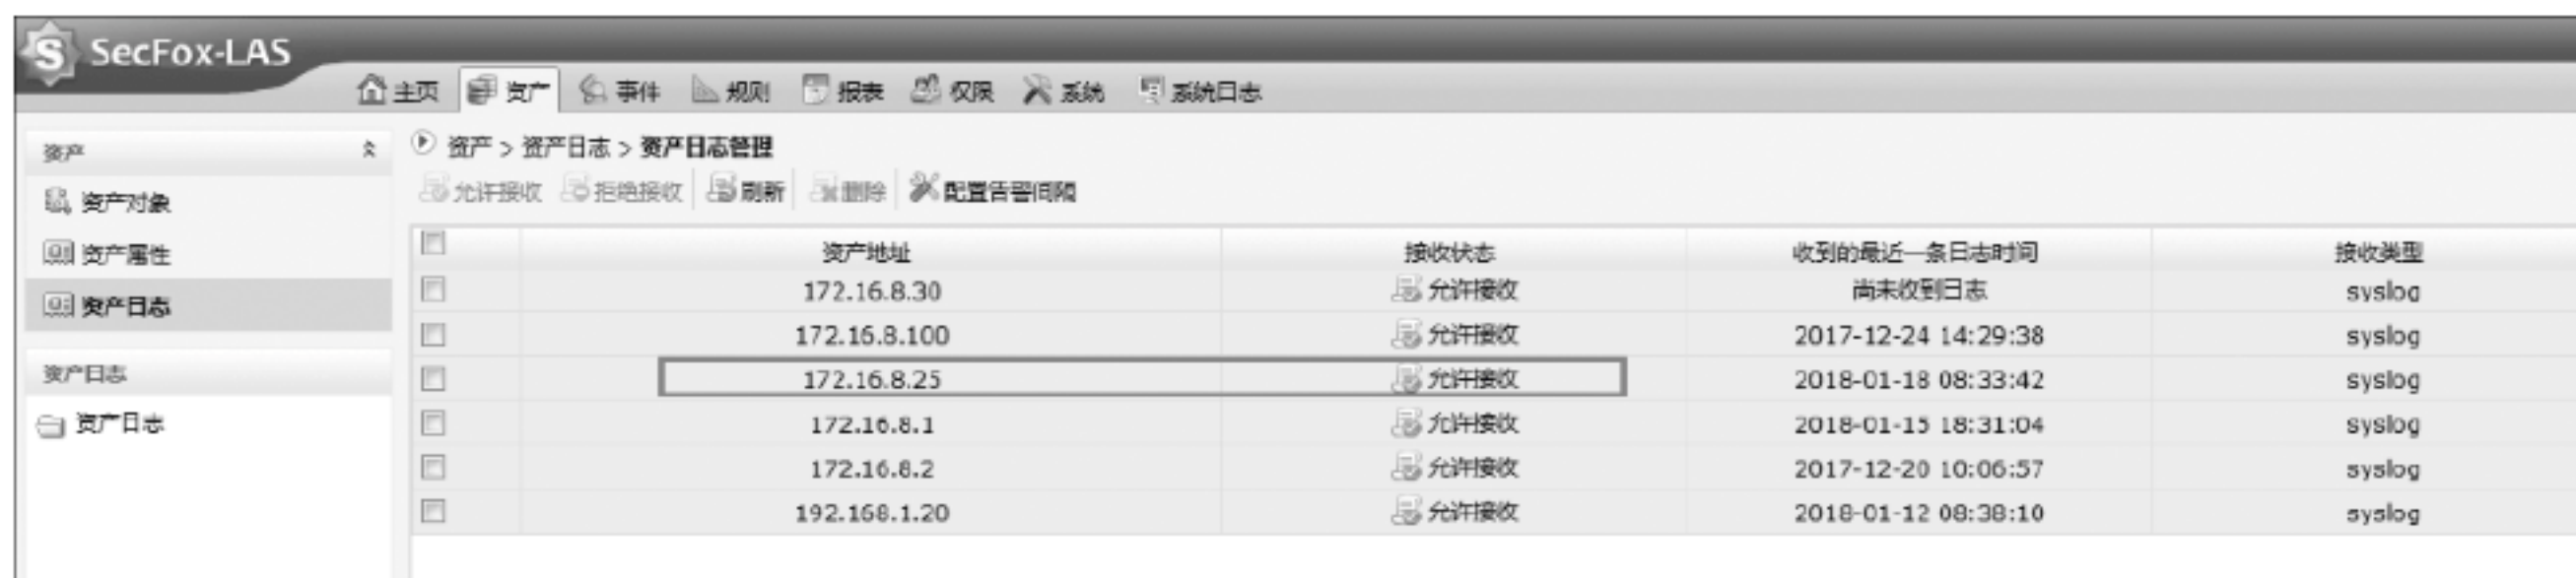 SecFox-LAS
主页 资产 事件 规则 报表 权限 系统 系统日志
资产
资产对象
资产属性
资产日志
资产日志
资产日志
资产 > 资产日志 > 资产日志管理
允许接收 拒绝接收 刷新 删除 配置告警间隔
资产地址 接收状态 收到的最近一条日志时间 接收类型
172.16.8.30 允许接收 尚未收到日志 syslog
172.16.8.100 允许接收 2017-12-24 14:29:38 syslog
172.16.8.25 允许接收 2018-01-18 08:33:42 syslog
172.16.8.1 允许接收 2018-01-15 18:31:04 syslog
172.16.8.2 允许接收 2017-12-20 10:06:57 syslog
192.168.1.20 允许接收 2018-01-12 08:38:10 syslog